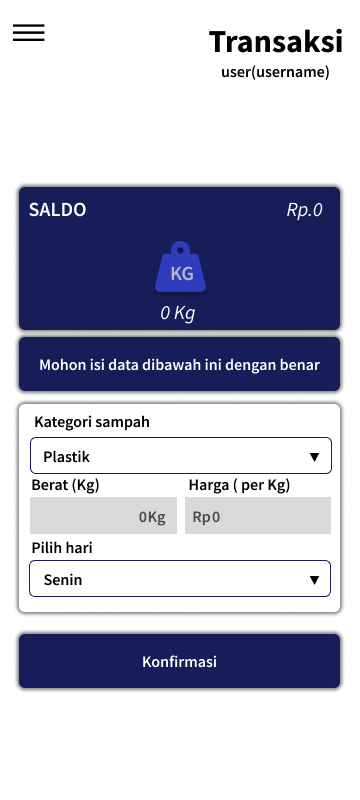 Transaksi
user(username)
SALDO Rp.0
KG
0 Kg
Mohon isi data dibawah ini dengan benar
Kategori sampah
Plastik
Berat (Kg) Harga ( per Kg)
0Kg Rp0
Pilih hari
Senin
Konfirmasi